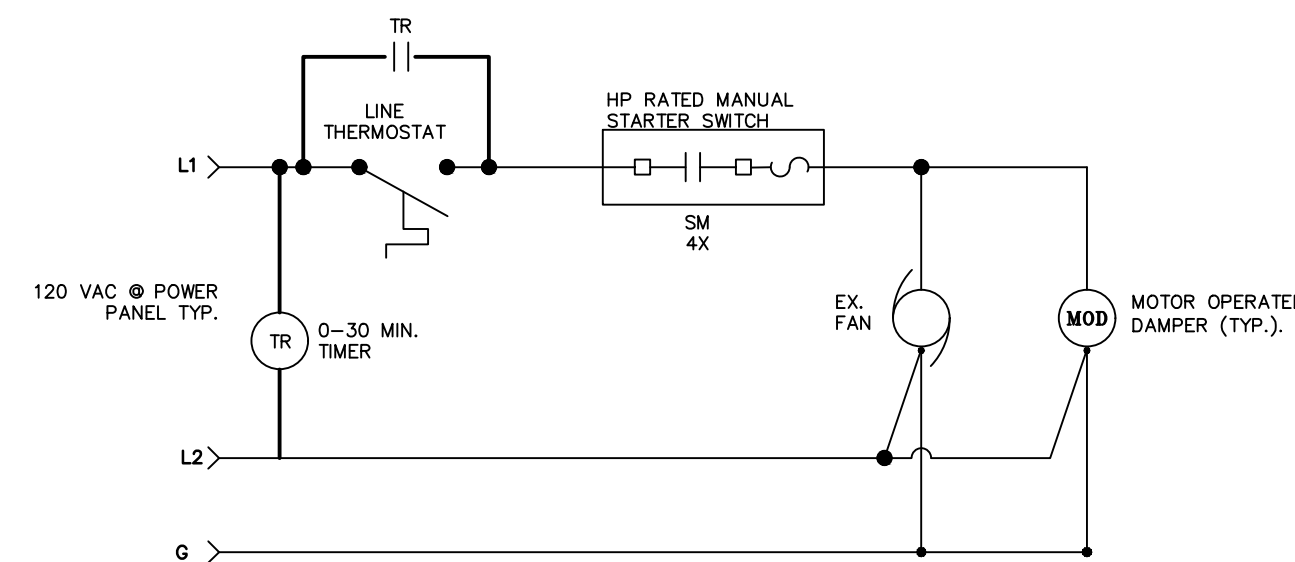 TR
LINE
THERMOSTAT
HP RATED MANUAL
STARTER SWITCH
L1
SM
4X
120 VAC @ POWER
PANEL TYP.
TR
0-30 MIN.
TIMER
EX.
FAN
MOD
MOTOR OPERATED
DAMPER (TYP.).
L2
G